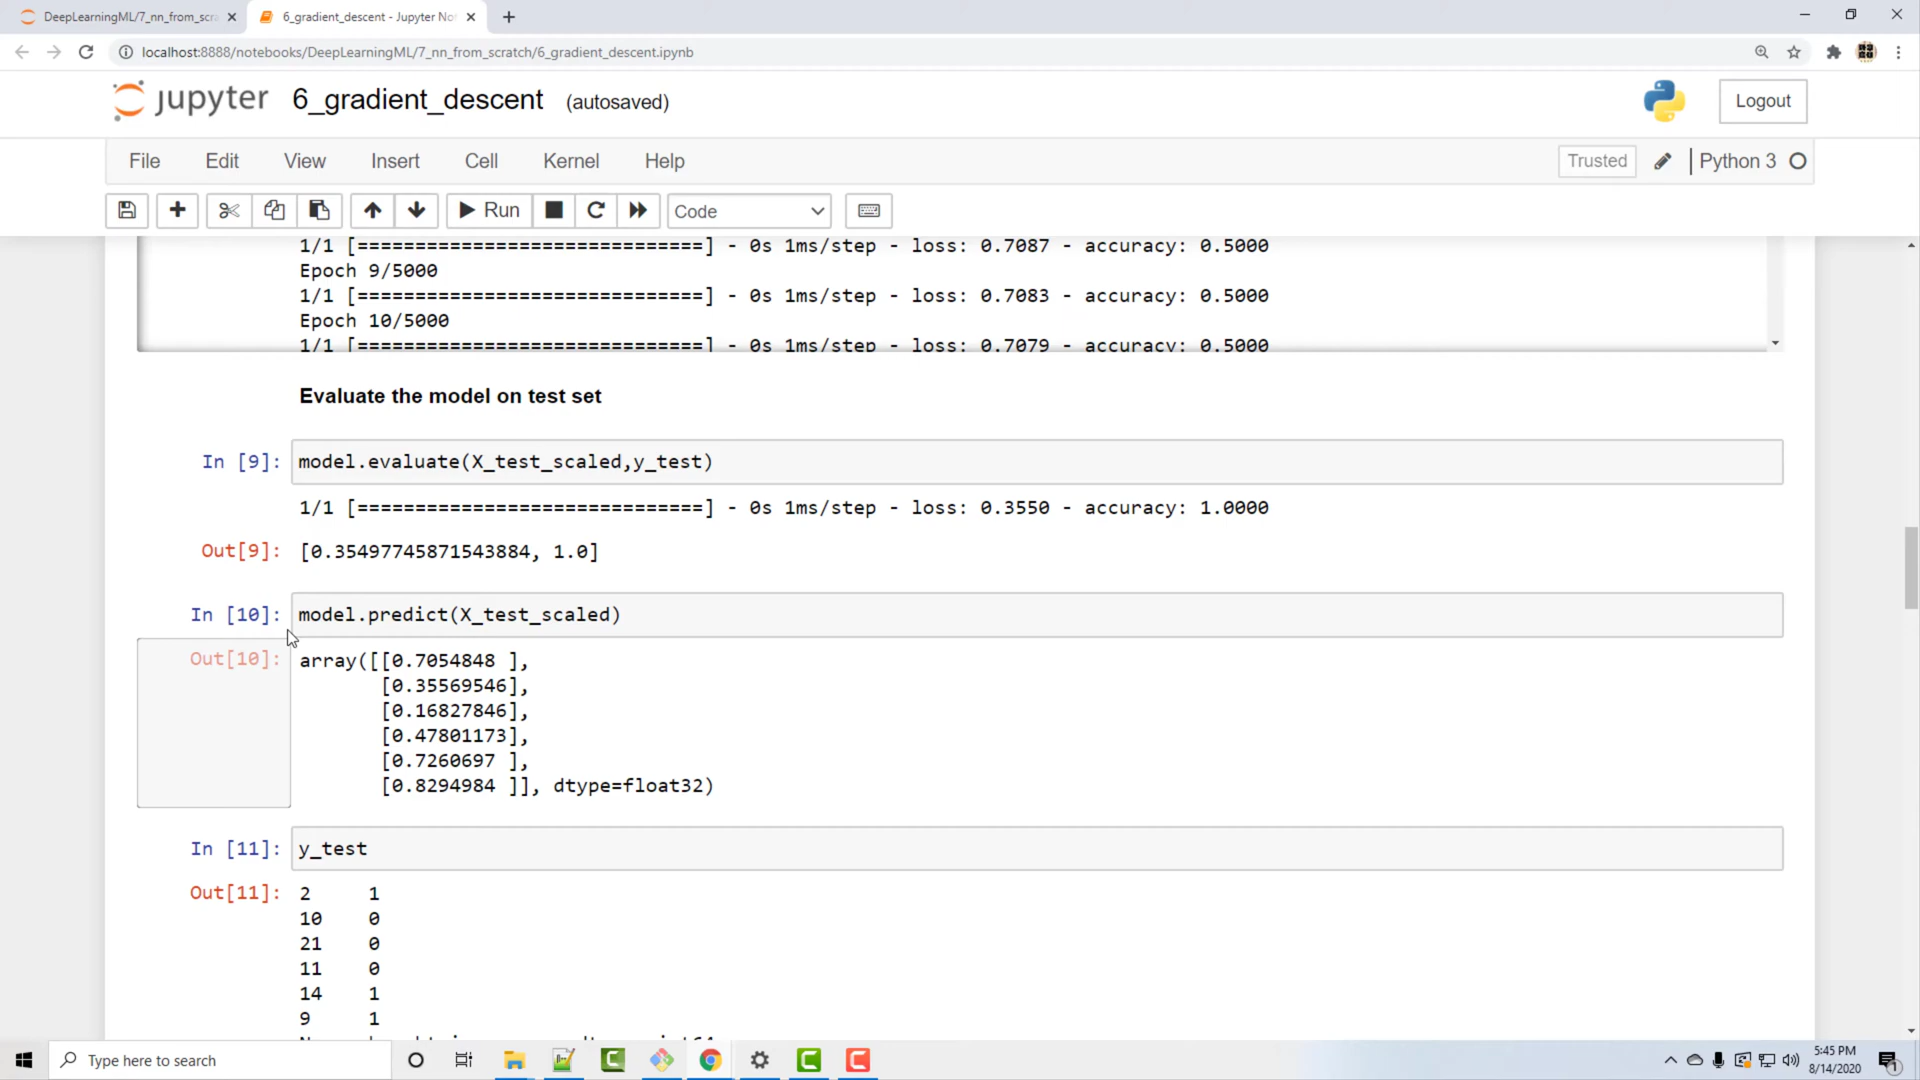 DeepLearningML/7_nn_from_scra
6_gradient_descent - Jupyter Not
localhost:8888/notebooks/DeepLearningML/7_nn_from_scratch/6_gradient_descent.ipynb
jupyter 6_gradient_descent (autosaved)
Logout
File Edit View Insert Cell Kernel Help
Trusted Python 3
Run Code
1/1 [==============================] - 0s 1ms/step - loss: 0.7087 - accuracy: 0.5000
Epoch 9/5000
1/1 [==============================] - 0s 1ms/step - loss: 0.7083 - accuracy: 0.5000
Epoch 10/5000
1/1 [==============================] - 0s 1ms/step - loss: 0.7079 - accuracy: 0.5000
Evaluate the model on test set
In [9]: model.evaluate(X_test_scaled,y_test)
1/1 [==============================] - 0s 1ms/step - loss: 0.3550 - accuracy: 1.0000
Out[9]: [0.35497745871543884, 1.0]
In [10]: model.predict(X_test_scaled)
Out[10]: array([[0.7054848 ],
[0.35569546],
[0.16827846],
[0.47801173],
[0.7260697 ],
[0.8294984 ]], dtype=float32)
In [11]: y_test
Out[11]: 2 1
10 0
21 0
11 0
14 1
9 1
Type here to search
5:45 PM
8/14/2020